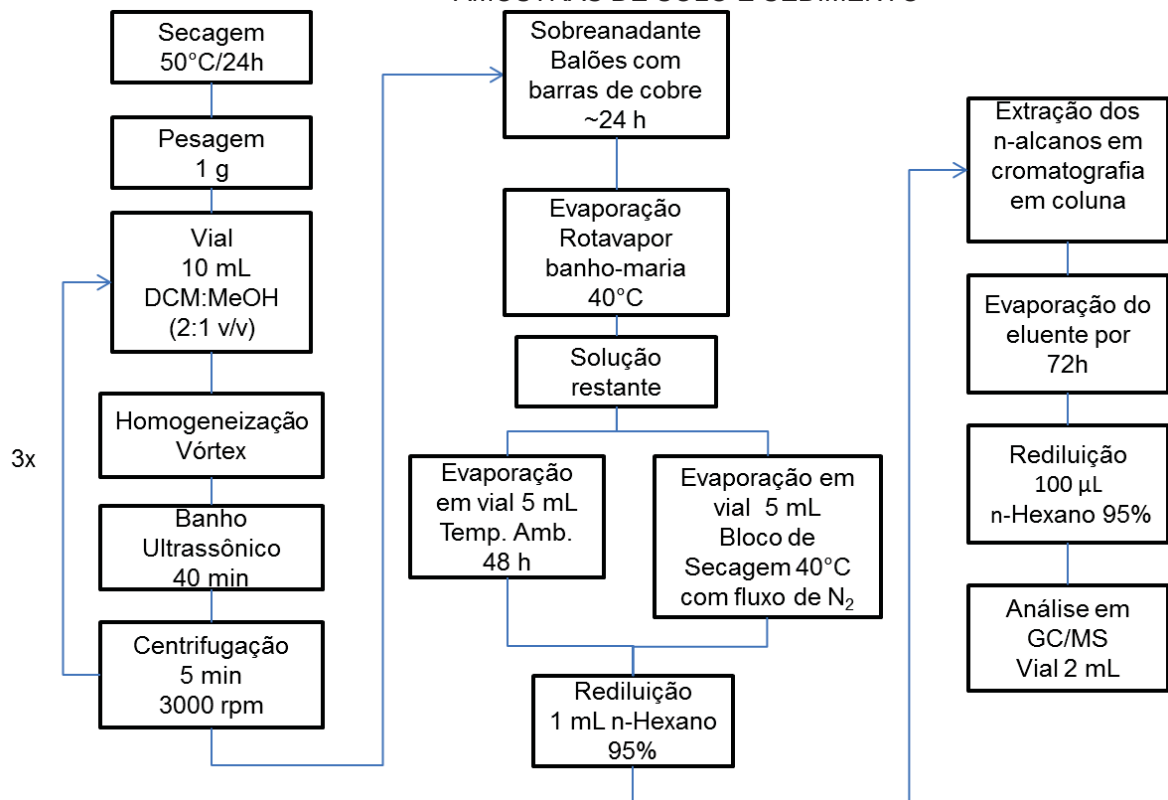 Secagem
50°C/24h
Pesagem
1 g
Vial
10 mL
DCM:MeOH
(2:1 v/v)
Homogeneização
Vórtex
3x
Banho
Ultrassônico
40 min
Centrifugação
5 min
3000 rpm
Sobreanadante
Balões com
barras de cobre
~24 h
Evaporação
Rotavapor
banho-maria
40°C
Solução
restante
Evaporação
em vial 5 mL
Temp. Amb.
48 h
Evaporação em
vial 5 mL
Bloco de
Secagem 40°C
com fluxo de N₂
Rediluição
1 mL n-Hexano
95%
Extração dos
n-alcanos em
cromatografia
em coluna
Evaporação do
eluente por
72h
Rediluição
100 µL
n-Hexano 95%
Análise em
GC/MS
Vial 2 mL